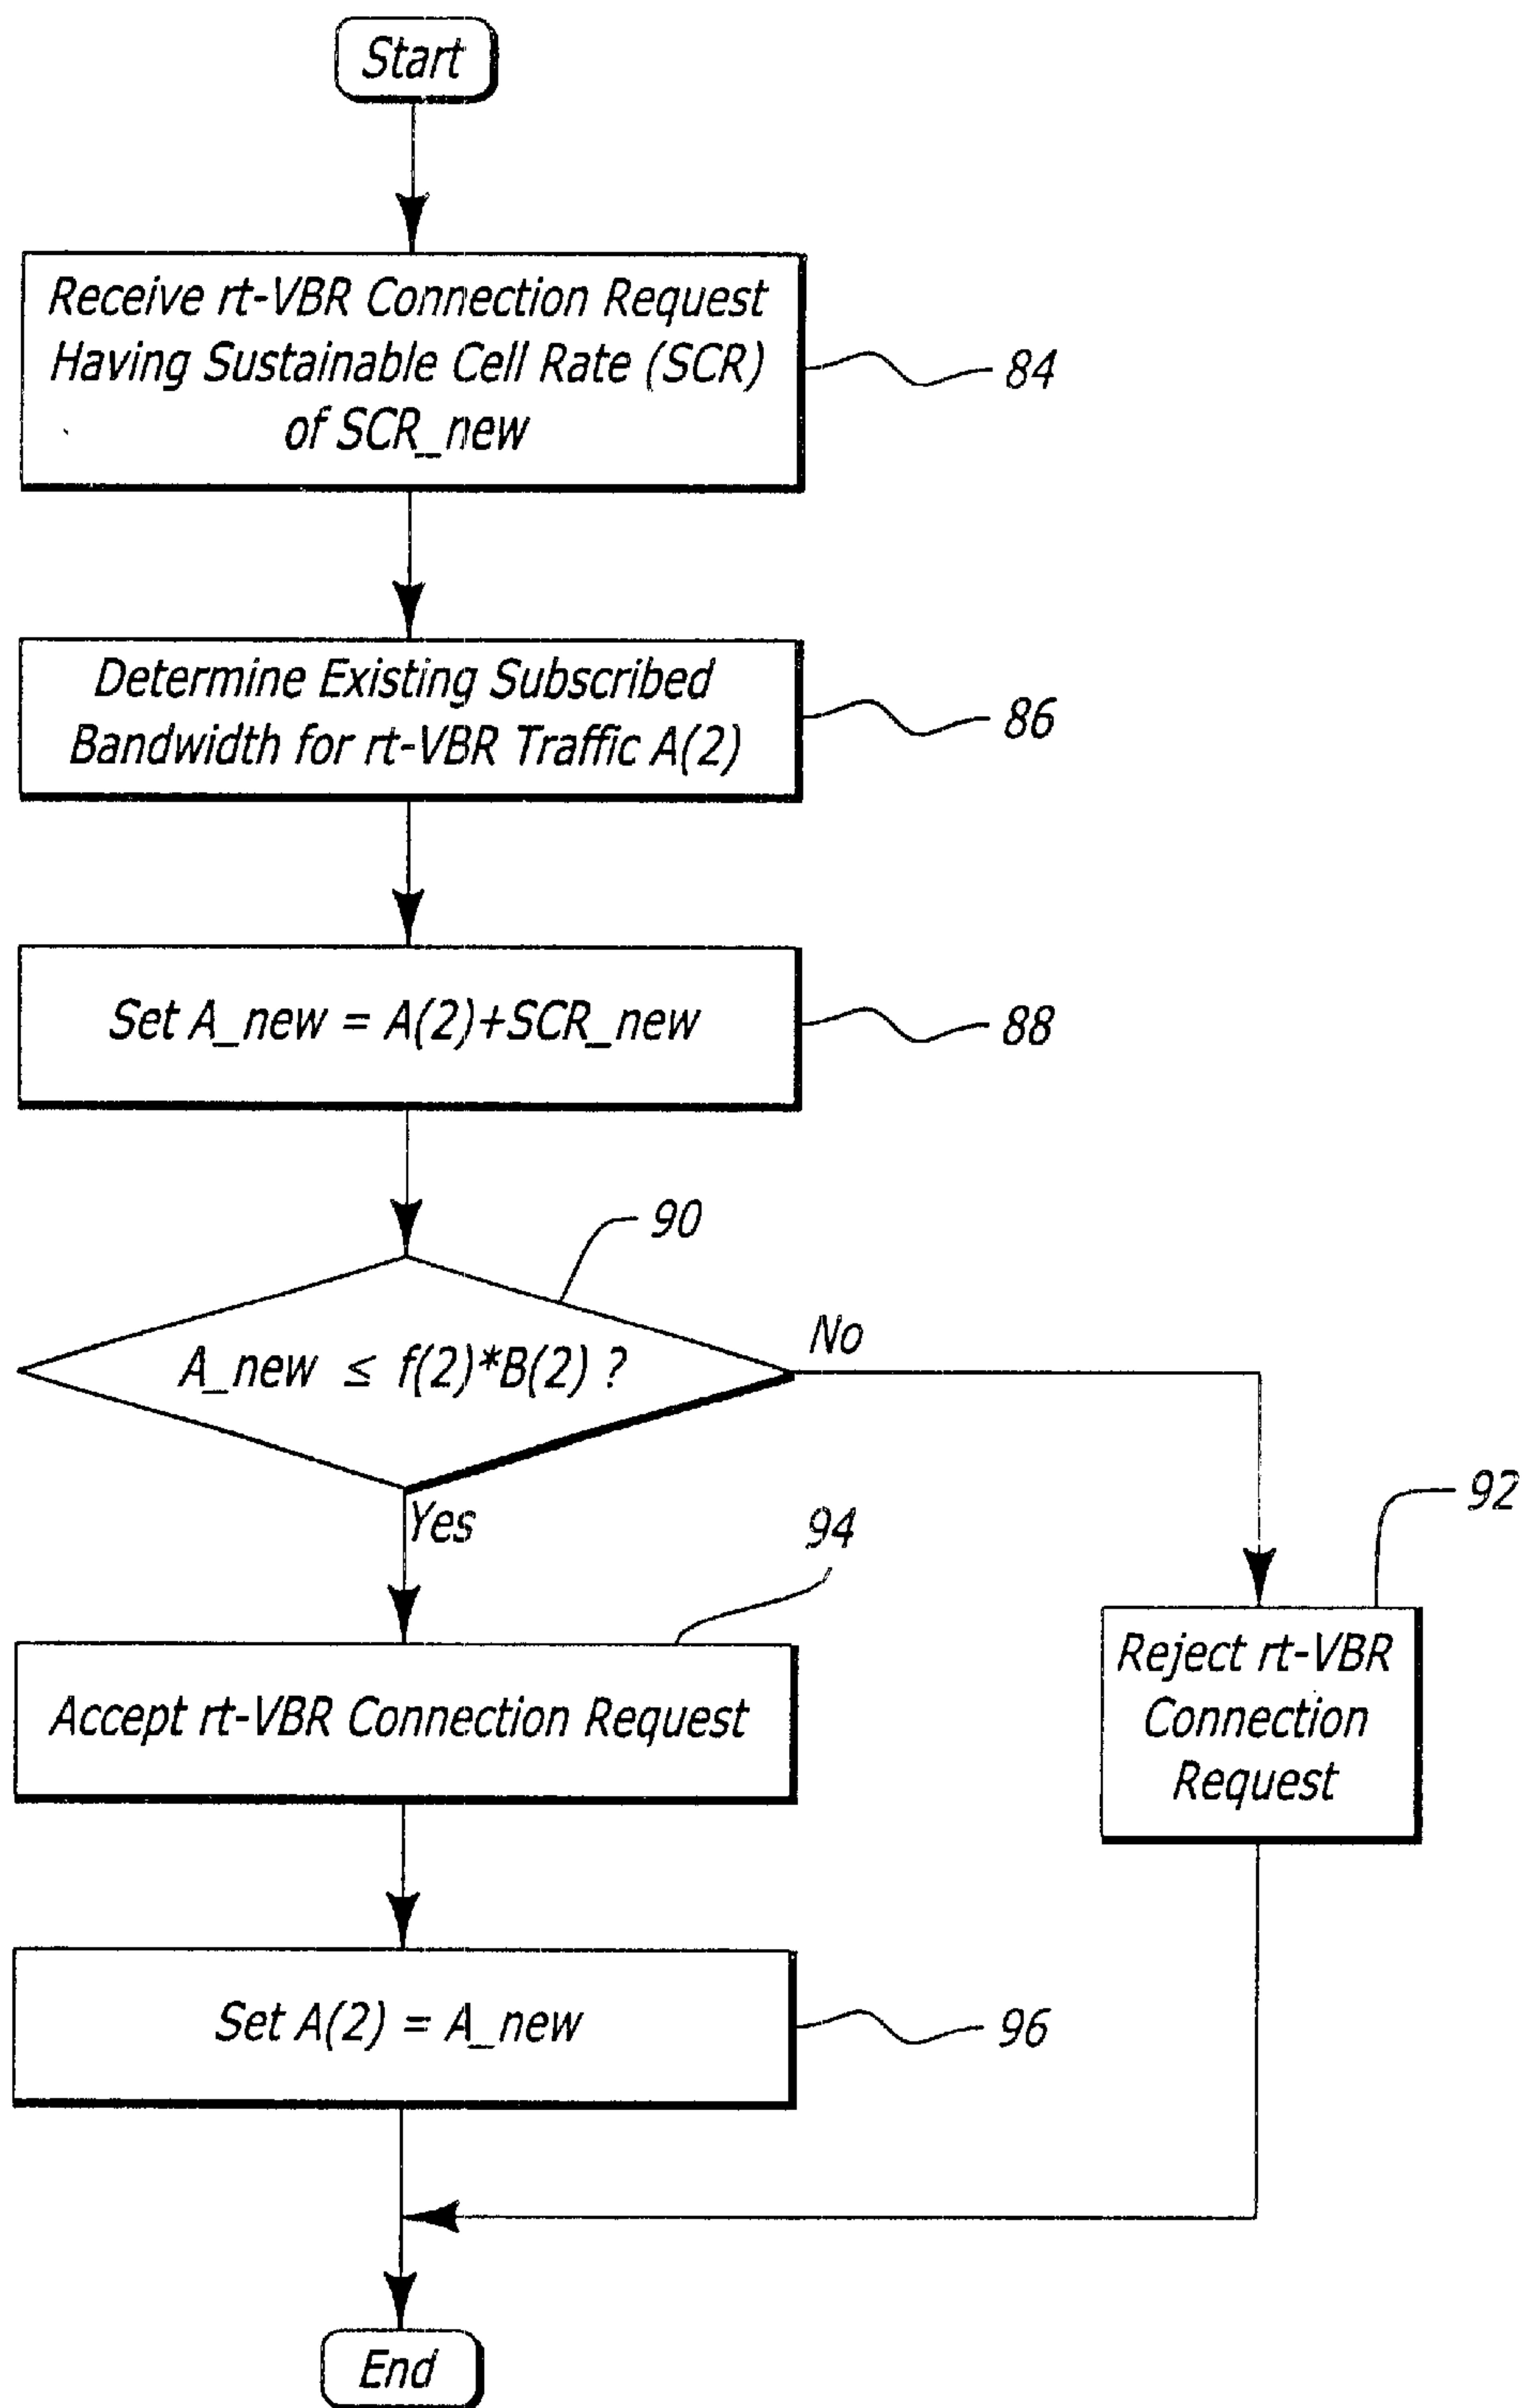 Start
Receive rt-VBR Connection Request
Having Sustainable Cell Rate (SCR)
of SCR_new
84
Determine Existing Subscribed
Bandwidth for rt-VBR Traffic A(2)
86
Set A_new = A(2)+SCR_new
88
90
A_new ≤ f(2)*B(2) ?
No
Yes
94
92
Accept rt-VBR Connection Request
Reject rt-VBR
Connection
Request
Set A(2) = A_new
96
End